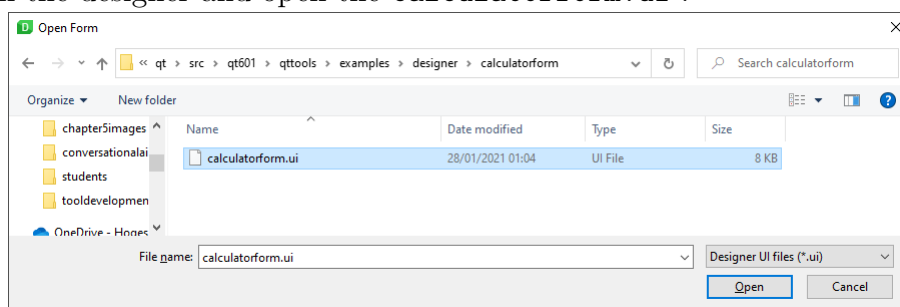 the designer and open the calculatorform.ui .
Open Form
« qt › src › qt601 › qttools › examples › designer › calculatorform
Search calculatorform
Organize
New folder
chapter5images
conversationalai
students
tooldevelopmen
OneDrive - Hoges
Name
Date modified
Type
Size
calculatorform.ui
28/01/2021 01:04
UI File
8 KB
File name:
calculatorform.ui
Designer UI files (*.ui)
Open
Cancel